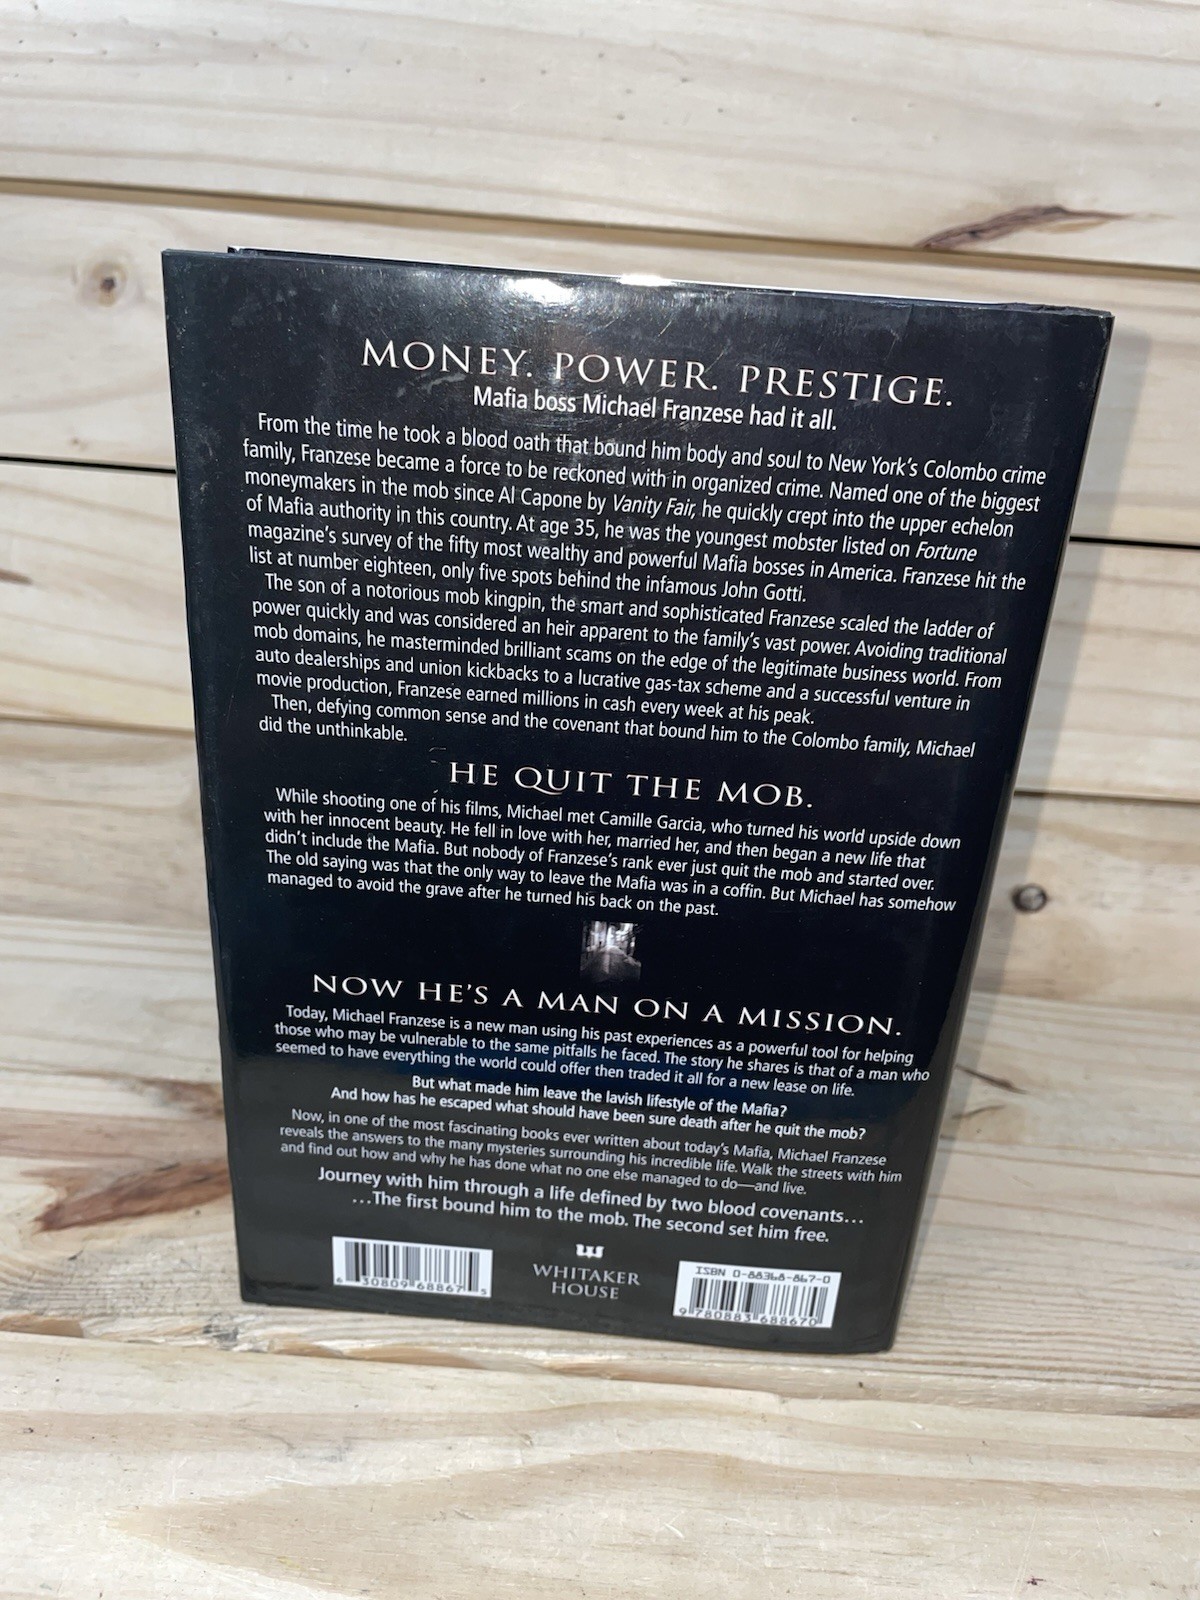 MONEY. POWER. PRESTIGE.
Mafia boss Michael Franzese had it all.
From the time he took a blood oath that bound him body and soul to New York's Colombo crime
family, Franzese became a force to be reckoned with in organized crime. Named one of the biggest
moneymakers in the mob since Al Capone by Vanity Fair, he quickly crept into the upper echelon
of Mafia authority in this country. At age 35, he was the youngest mobster listed on Fortune
magazine's survey of the fifty most wealthy and powerful Mafia bosses in America. Franzese hit the
list at number eighteen, only five spots behind the infamous John Gotti.
The son of a notorious mob kingpin, the smart and sophisticated Franzese scaled the ladder of
power quickly and was considered an heir apparent to the family's vast power. Avoiding traditional
mob domains, he masterminded brilliant scams on the edge of the legitimate business world. From
auto dealerships and union kickbacks to a lucrative gas-tax scheme and a successful venture in
movie production, Franzese earned millions in cash every week at his peak.
Then, defying common sense and the covenant that bound him to the Colombo family, Michael
did the unthinkable.
HE QUIT THE MOB.
While shooting one of his films, Michael met Camille Garcia, who turned his world upside down
with her innocent beauty. He fell in love with her, married her, and then began a new life that
didn't include the Mafia. But nobody of Franzese's rank ever just quit the mob and started over.
The old saying was that the only way to leave the Mafia was in a coffin. But Michael has somehow
managed to avoid the grave after he turned his back on the past.
NOW HE'S A MAN ON A MISSION.
Today, Michael Franzese is a new man using his past experiences as a powerful tool for helping
those who may be vulnerable to the same pitfalls he faced. The story he shares is that of a man who
seemed to have everything the world could offer then traded it all for a new lease on life.
But what made him leave the lavish lifestyle of the Mafia?
And how has he escaped what should have been sure death after he quit the mob?
Now, in one of the most fascinating books ever written about today's Mafia, Michael Franzese
reveals the answers to the many mysteries surrounding his incredible life. Walk the streets with him
and find out how and why he has done what no one else managed to do—and live.
Journey with him through a life defined by two blood covenants...
...The first bound him to the mob. The second set him free.
6 30809 68867 5
WHITAKER
HOUSE
ISBN 0-88368-867-0
9 780883 688670